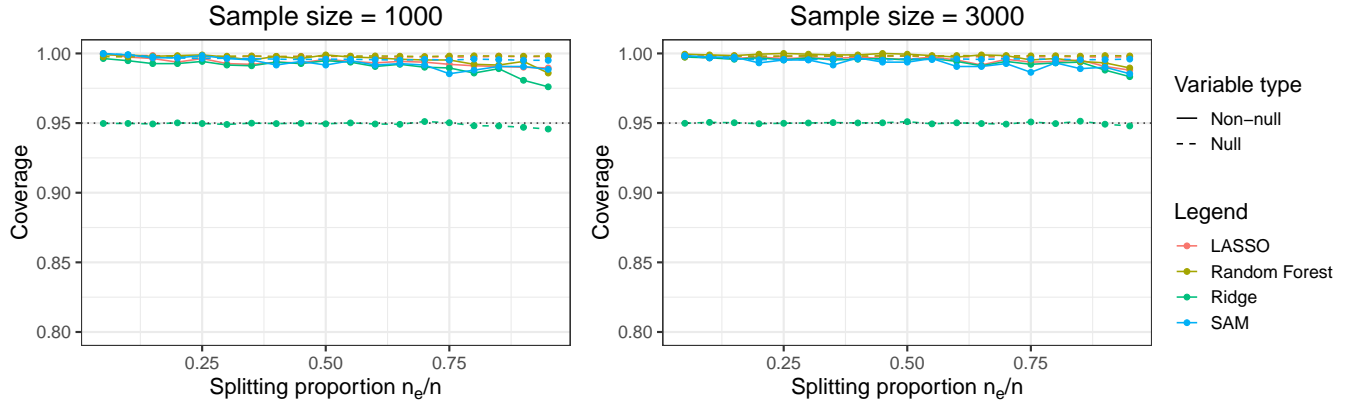 Sample size = 1000
Sample size = 3000
1.00
0.95
0.90
0.85
0.80
Coverage
0.25
0.50
0.75
Splitting proportion nₑ/n
1.00
0.95
0.90
0.85
0.80
Coverage
0.25
0.50
0.75
Splitting proportion nₑ/n
Variable type
Non−null
Null
Legend
LASSO
Random Forest
Ridge
SAM